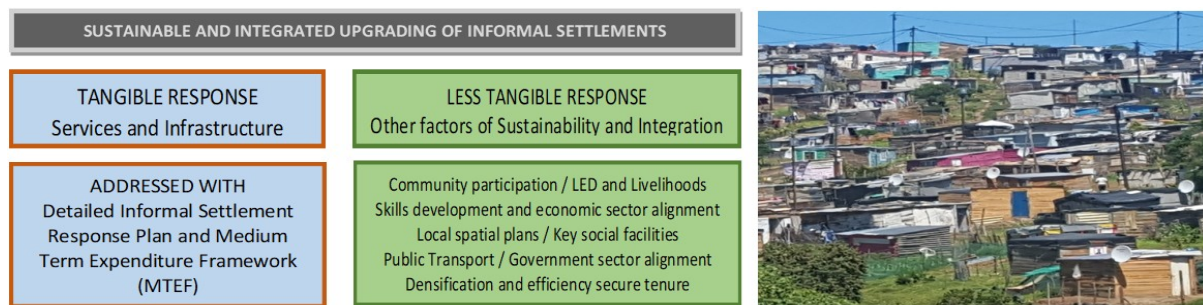 SUSTAINABLE AND INTEGRATED UPGRADING OF INFORMAL SETTLEMENTS
TANGIBLE RESPONSE
Services and Infrastructure
LESS TANGIBLE RESPONSE
Other factors of Sustainability and Integration
ADDRESSED WITH
Detailed Informal Settlement
Response Plan and Medium
Term Expenditure Framework
(MTEF)
Community participation / LED and Livelihoods
Skills development and economic sector alignment
Local spatial plans / Key social facilities
Public Transport / Government sector alignment
Densification and efficiency secure tenure